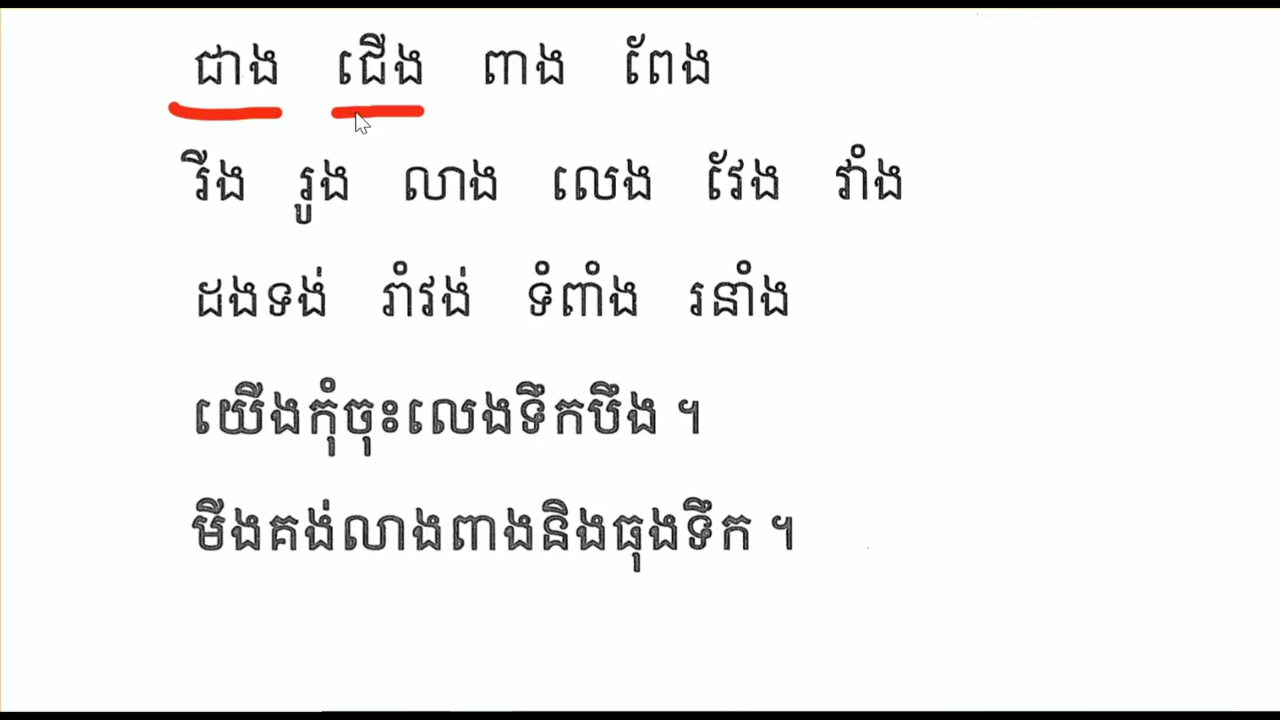 ជាង ជើង ពាង ពែង
រីង រូង លាង លេង វែង វាំង
ដងទង់ រាំវង់ ទំពាំង រនាំង
យើងកុំចុះលេងទឹកបឹង ។
មីងគង់លាងពាងនិងធុងទឹក ។